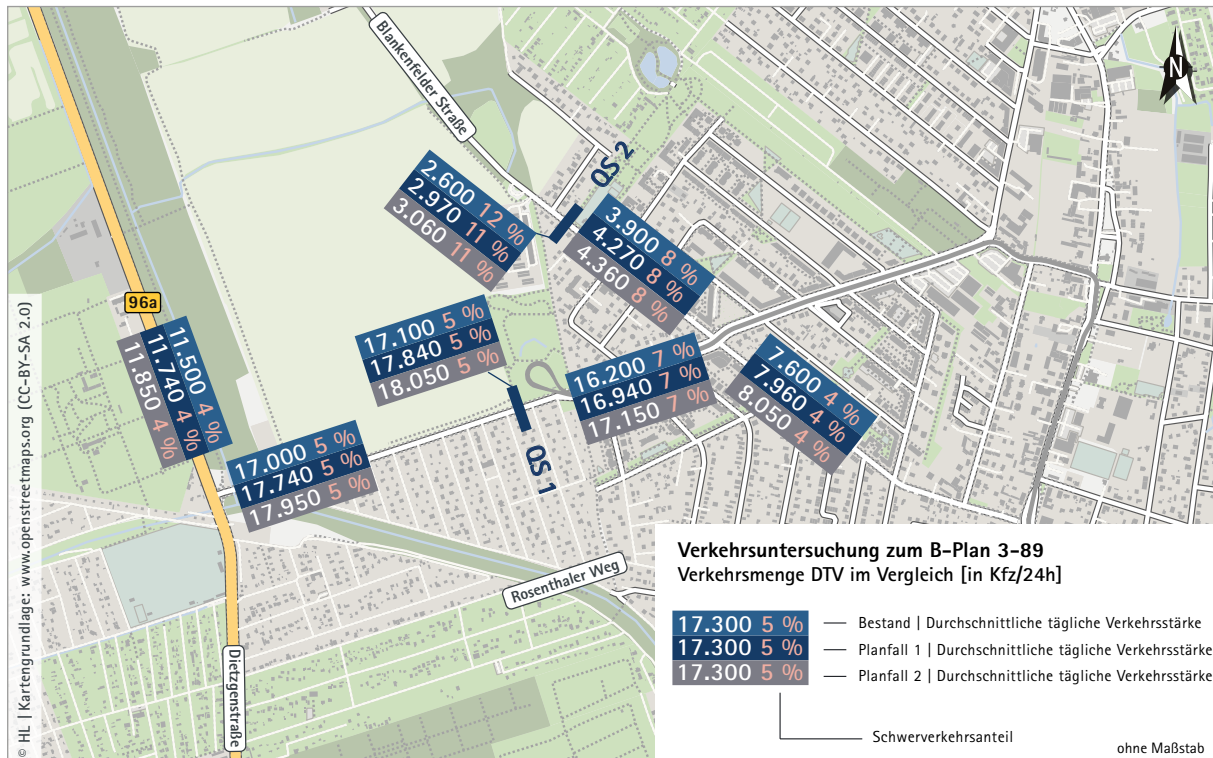 Blankenfelder Straße
N
QS 2
2.600 12 %
2.970 11 %
3.060 11 %
3.900 8 %
4.270 8 %
4.360 8 %
96a
11.500 4 %
11.740 4 %
11.850 4 %
17.100 5 %
17.840 5 %
18.050 5 %
16.200 7 %
16.940 7 %
17.150 7 %
7.600 4 %
7.960 4 %
8.050 4 %
QS 1
17.000 5 %
17.740 5 %
17.950 5 %
Rosenthaler Weg
Dietzgenstraße
© HL | Kartengrundlage: www.openstreetmaps.org (CC-BY-SA 2.0)
Verkehrsuntersuchung zum B-Plan 3-89
Verkehrsmenge DTV im Vergleich [in Kfz/24h]
17.300 5 % Bestand | Durchschnittliche tägliche Verkehrsstärke
17.300 5 % Planfall 1 | Durchschnittliche tägliche Verkehrsstärke
17.300 5 % Planfall 2 | Durchschnittliche tägliche Verkehrsstärke
Schwerverkehrsanteil
ohne Maßstab